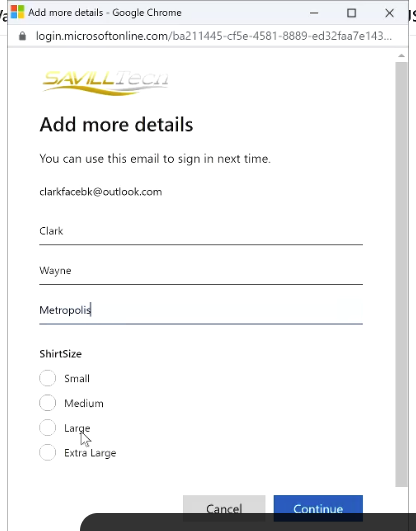 Add more details - Google Chrome
login.microsoftonline.com/ba211445-cf5e-4581-8889-ed32faa7e143...
SAVILLTech
Add more details
You can use this email to sign in next time.
clarkfacebk@outlook.com
Clark
Wayne
Metropolis
ShirtSize
Small
Medium
Large
Extra Large
Cancel
Continue